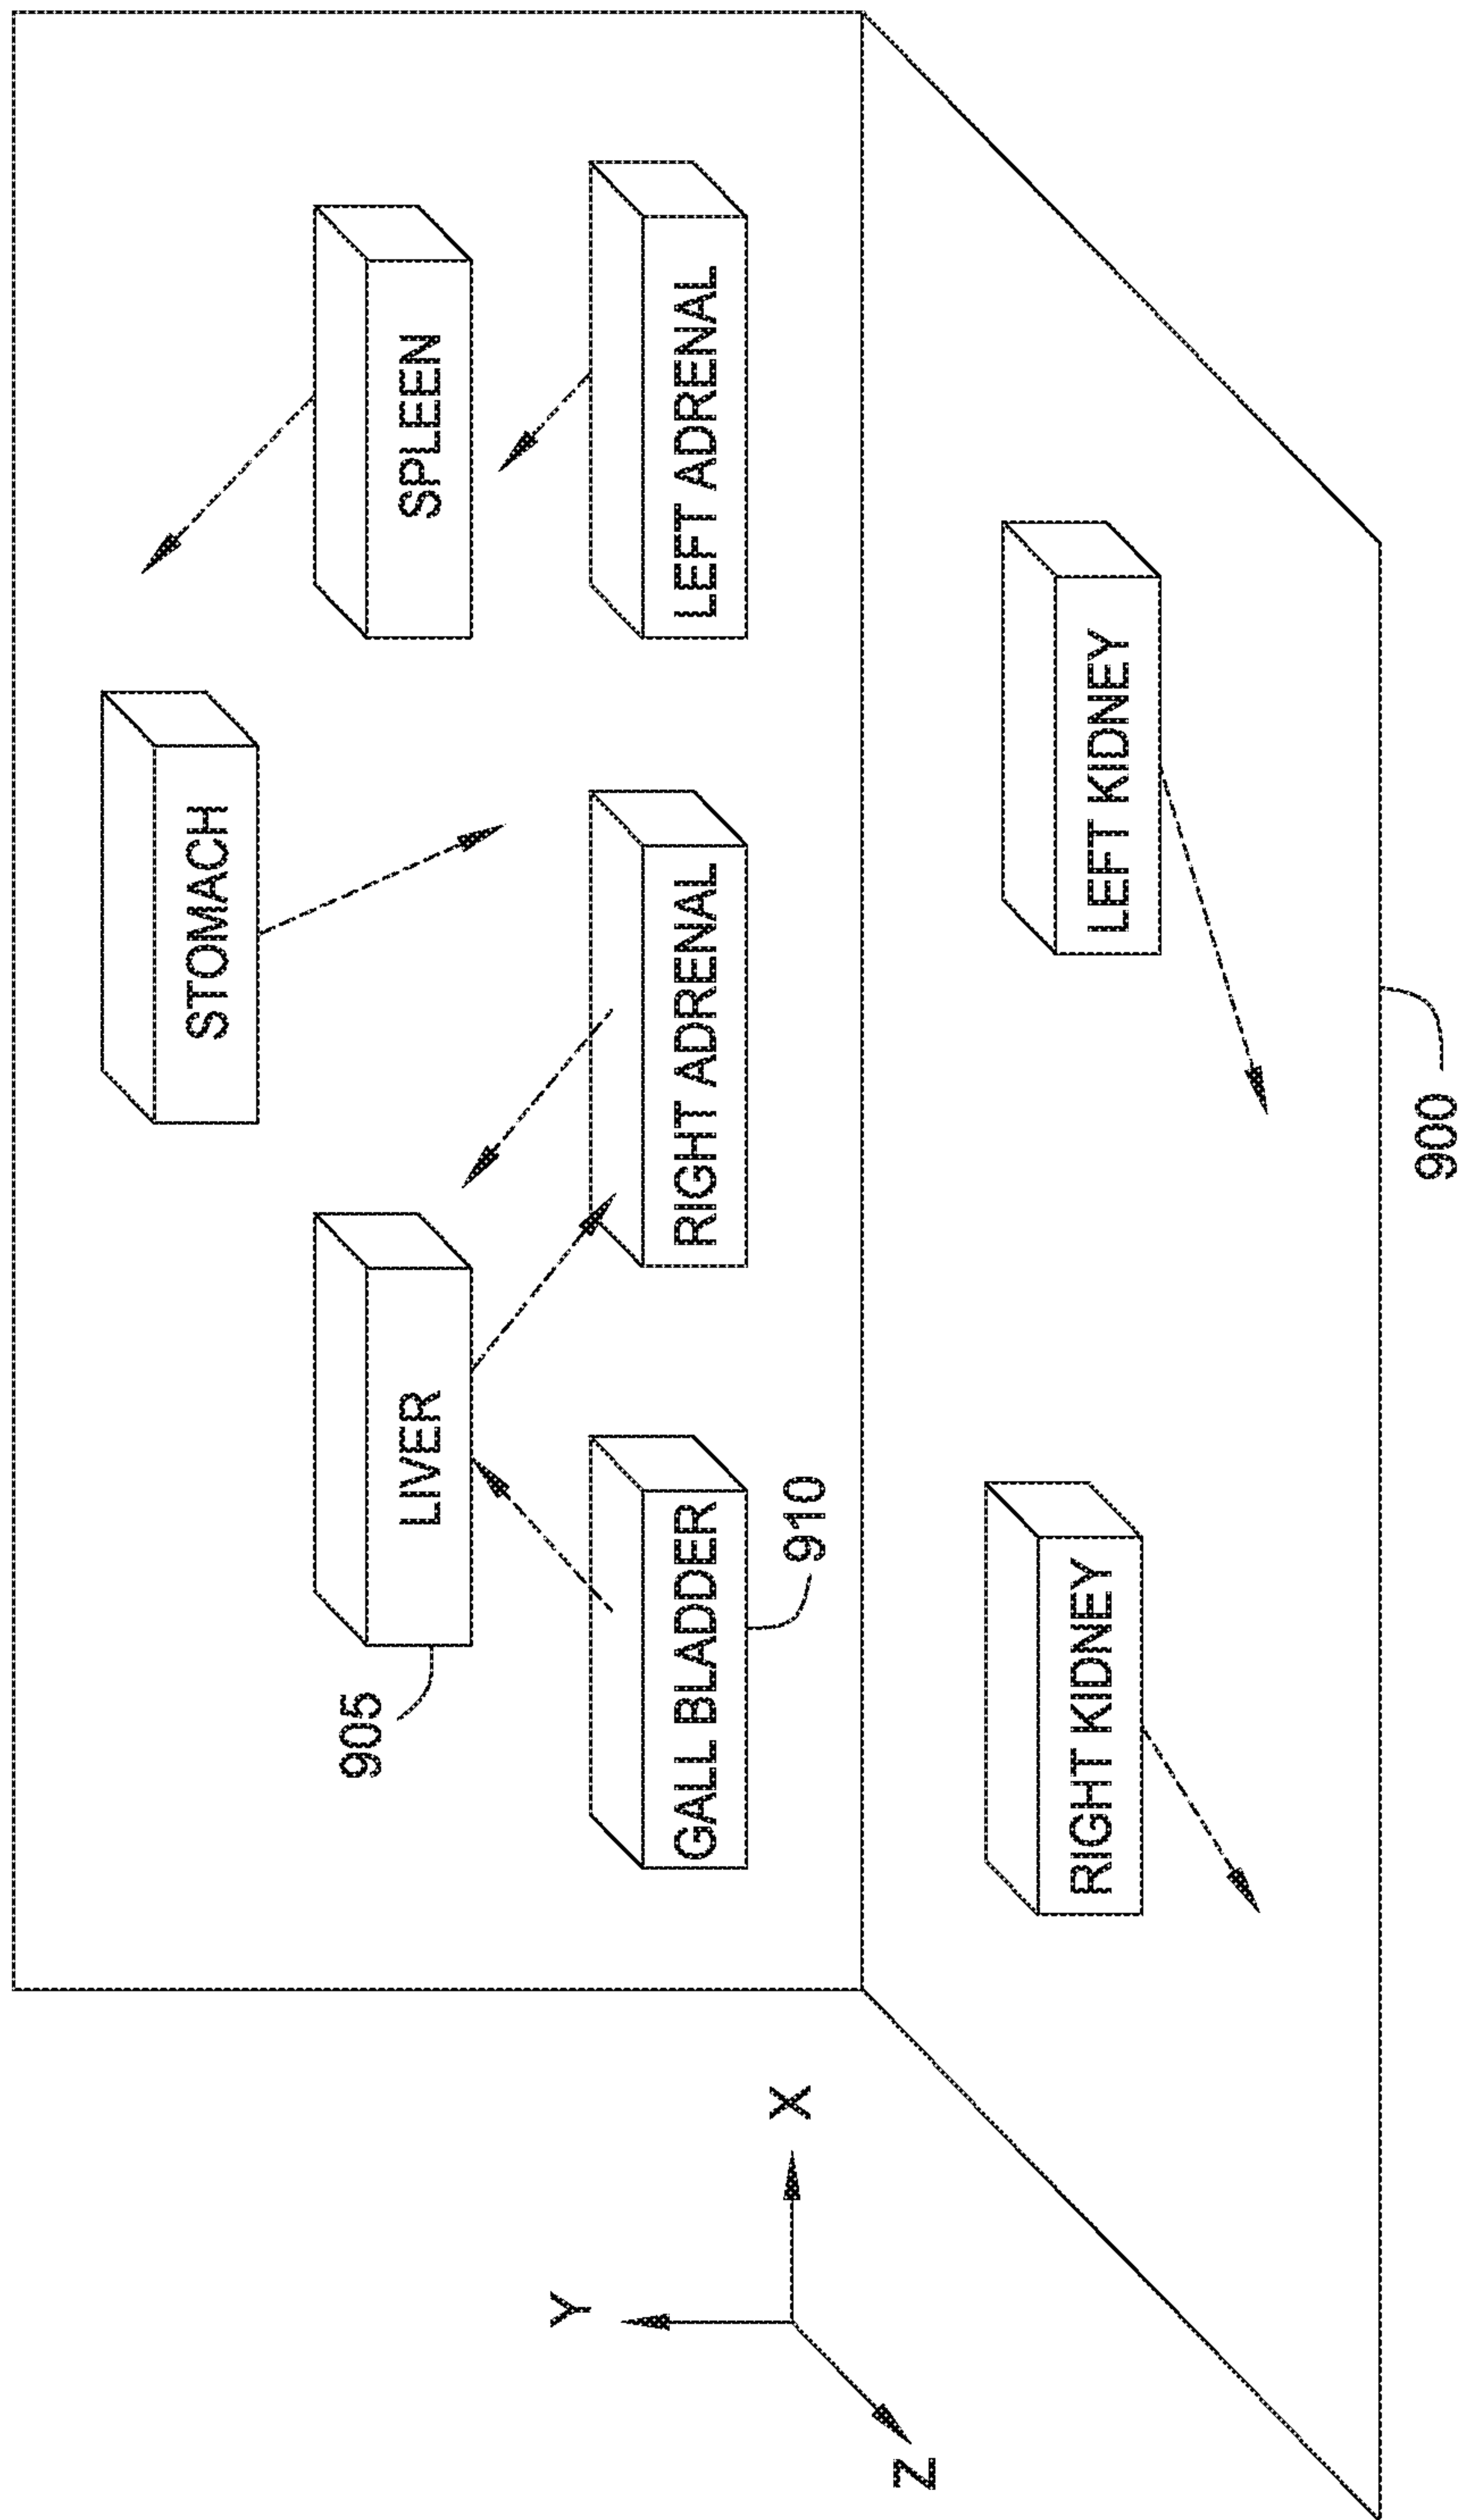 STOMACH
905
LIVER
SPLEEN
GALL BLADDER
RIGHT ADRENAL
LEFT ADRENAL
910
Y
X
Z
RIGHT KIDNEY
LEFT KIDNEY
900